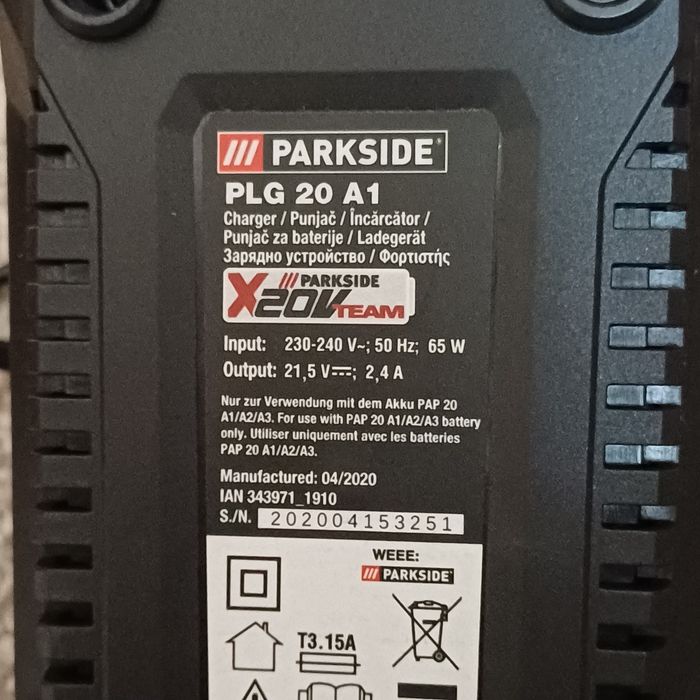 PARKSIDE
PLG 20 A1
Charger / Punjač / Încărcător /
Punjač za baterije / Ladegerät
Зарядно устройство / Φορτιστής
PARKSIDE
X20V TEAM
Input: 230-240 V~; 50 Hz; 65 W
Output: 21,5 V⎓; 2,4 A
Nur zur Verwendung mit dem Akku PAP 20
A1/A2/A3. For use with PAP 20 A1/A2/A3 battery
only. Utiliser uniquement avec les batteries
PAP 20 A1/A2/A3.
Manufactured: 04/2020
IAN 343971_1910
S./N. 202004153251
WEEE:
PARKSIDE
T3.15A